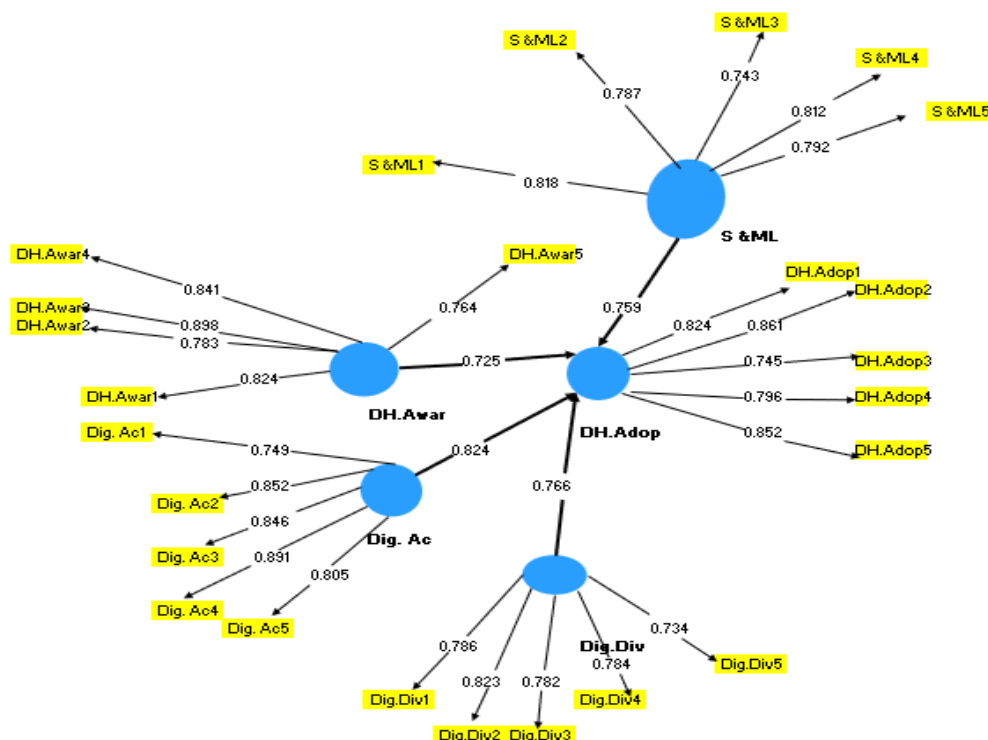 S &ML3
S &ML2
S &ML4
0.743
0.787
0.812
S &ML5
0.792
S &ML1
0.818
S &ML
DH.Awar4
DH.Awar5
DH.Adop1
DH.Adop2
0.841
0.764
0.759
0.824
0.861
DH.Awar3
DH.Awar2
0.898
0.783
0.725
0.745
DH.Adop3
0.824
DH.Awar1
0.796
DH.Adop4
DH.Awar
0.852
DH.Adop
Dig. Ac1
0.749
0.824
DH.Adop5
0.852
0.766
Dig. Ac2
0.846
Dig. Ac
Dig. Ac3
0.891
0.805
Dig. Ac4
Dig. Ac5
0.734
0.786
Dig.Div
0.784
Dig.Div5
0.823
0.782
Dig.Div1
Dig.Div4
Dig.Div2
Dig.Div3